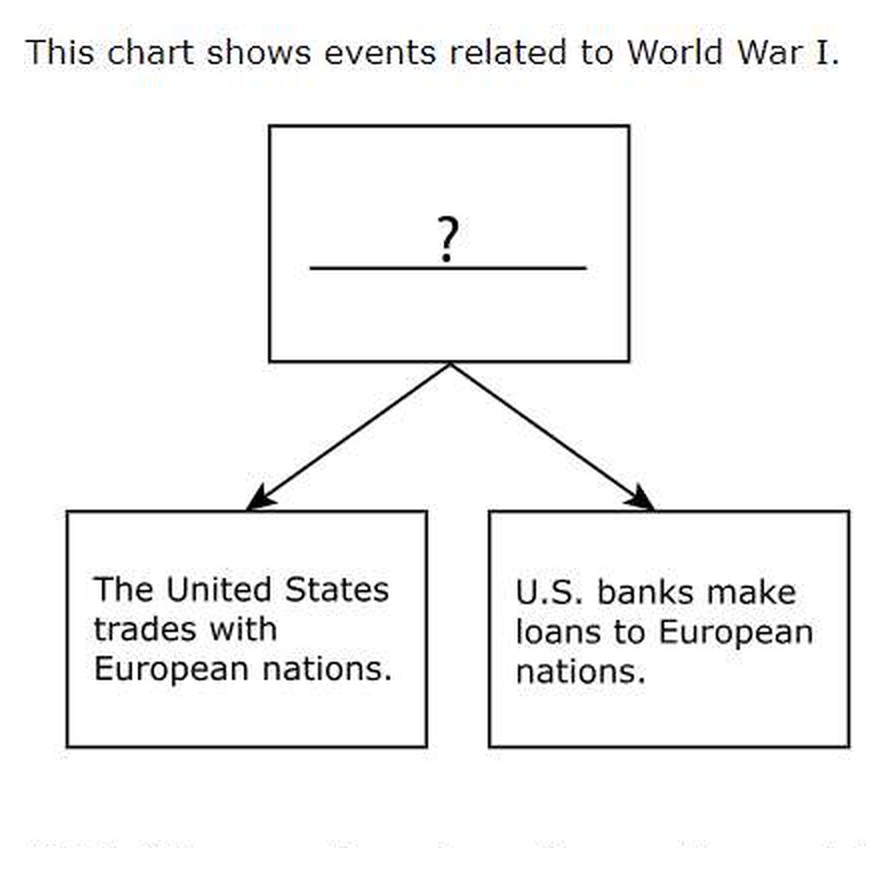 This chart shows events related to World War I.
?
The United States
trades with
European nations.
U.S. banks make
loans to European
nations.